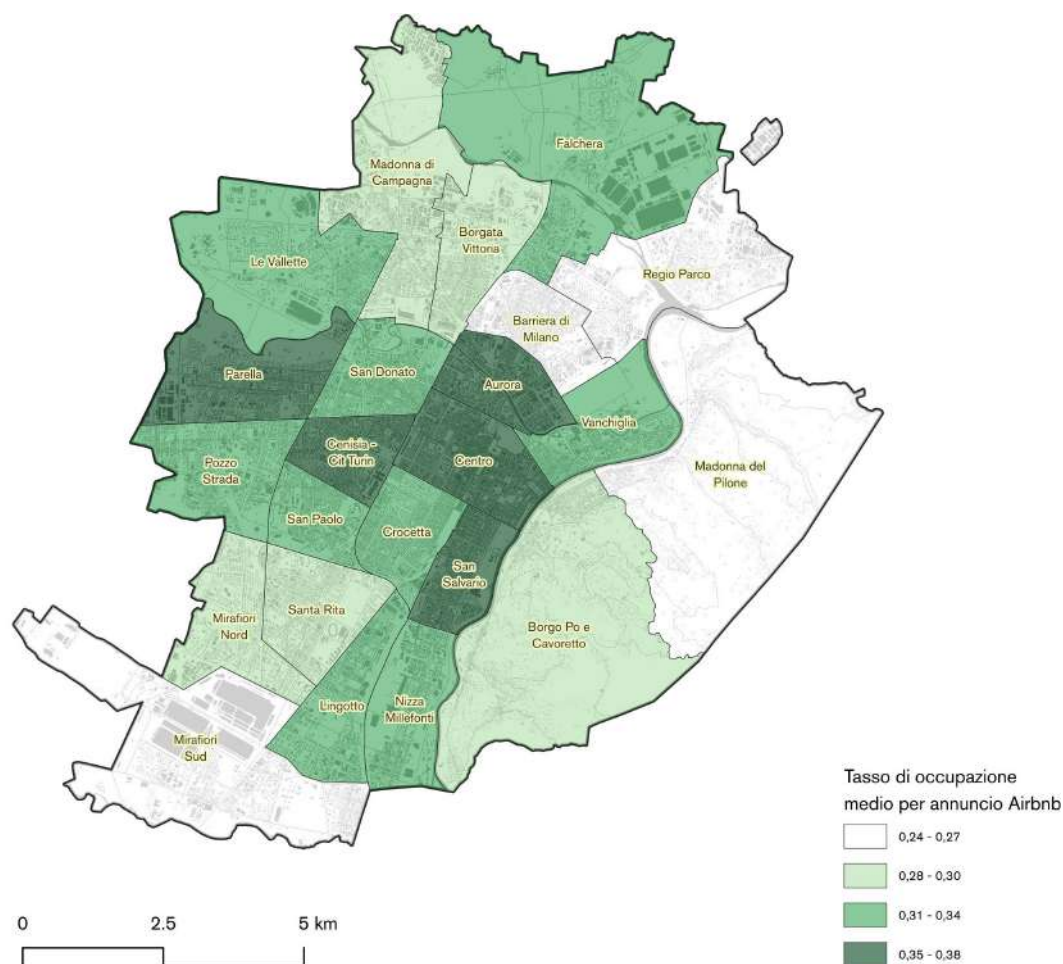 Falchera
Madonna di
Campagna
Borgata
Vittoria
Le Vallette
Regio Parco
Barriera di
Milano
Parella
San Donato
Aurora
Vanchiglia
Cenisia -
Cit Turin
Centro
Pozzo
Strada
Madonna del
Pilone
San Paolo
Crocetta
San
Salvario
Santa Rita
Mirafiori
Nord
Borgo Po e
Cavoretto
Lingotto
Nizza
Millefonti
Mirafiori
Sud
Tasso di occupazione
medio per annuncio Airbnb
0,24 - 0,27
0,28 - 0,30
0,31 - 0,34
0,35 - 0,38
0 2.5 5 km